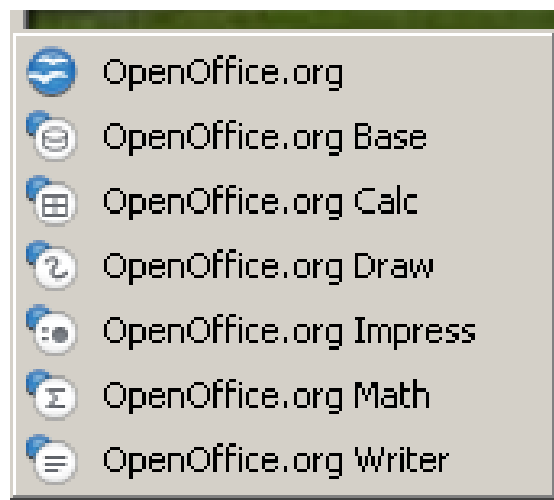 OpenOffice.org
OpenOffice.org Base
OpenOffice.org Calc
OpenOffice.org Draw
OpenOffice.org Impress
OpenOffice.org Math
OpenOffice.org Writer